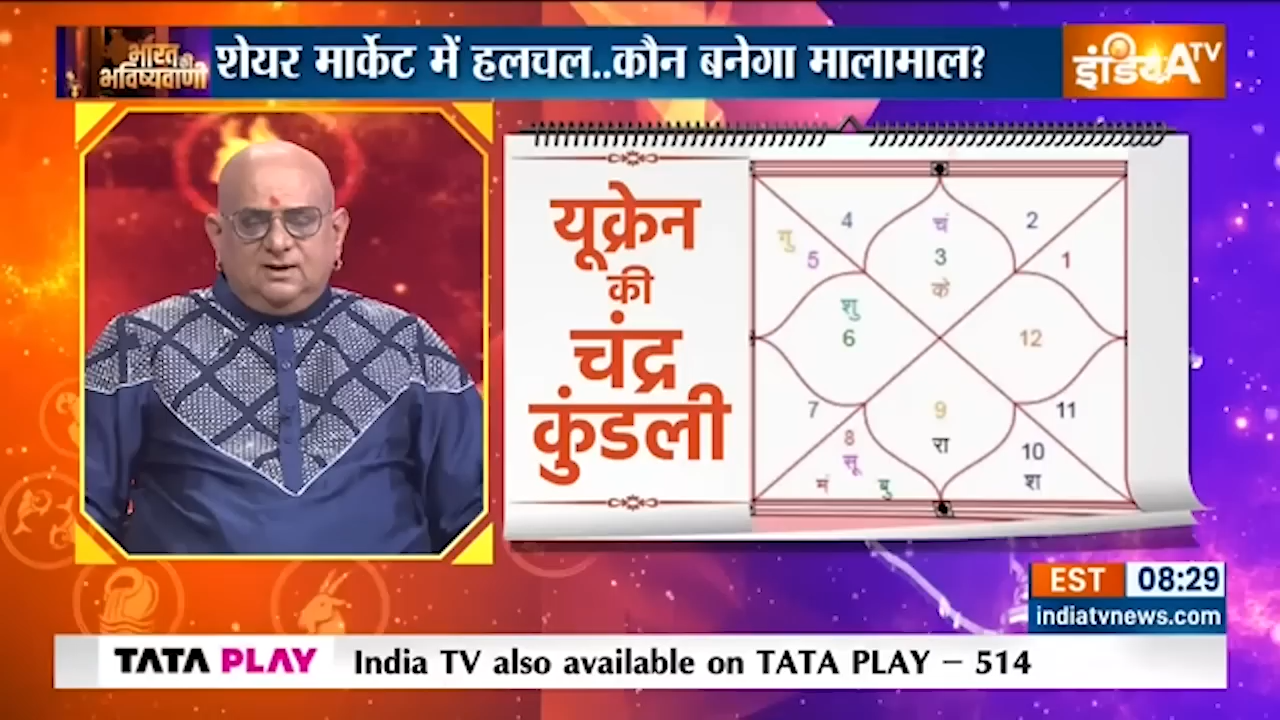 भारत की
भविष्यवाणी
शेयर मार्केट में हलचल..कौन बनेगा मालामाल?
इंडिया TV
यूक्रेन
की
चंद्र
कुंडली
4
चं
2
गु
5
3
1
के
शु
6
12
7
9
11
8
रा
10
सू
श
मं
बु
EST 08:29
indiatvnews.com
TATA PLAY India TV also available on TATA PLAY – 514